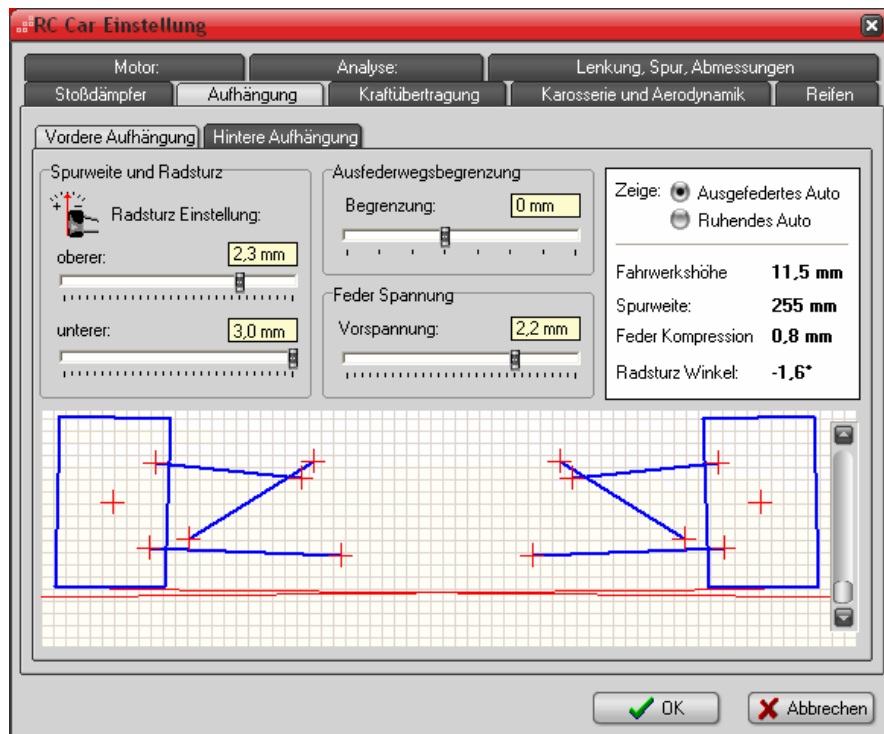 RC Car Einstellung
Motor: Analyse: Lenkung, Spur, Abmessungen
Stoßdämpfer Aufhängung Kraftübertragung Karosserie und Aerodynamik Reifen
Vordere Aufhängung Hintere Aufhängung
Spurweite und Radsturz
Radsturz Einstellung:
oberer: 2,3 mm
unterer: 3,0 mm
Ausfederwegsbegrenzung
Begrenzung: 0 mm
Feder Spannung
Vorspannung: 2,2 mm
Zeige: Ausgefedertes Auto
Ruhendes Auto
Fahrwerkshöhe 11,5 mm
Spurweite: 255 mm
Feder Kompression 0,8 mm
Radsturz Winkel: -1,6°
OK Abbrechen